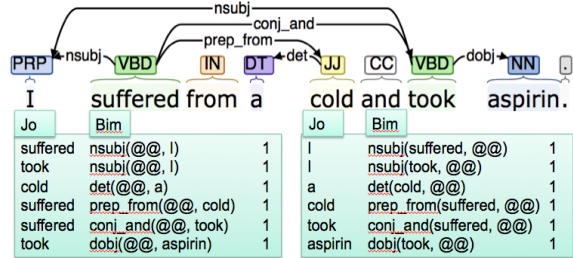 nsubj
conj_and
prep_from
nsubj det dobj
PRP VBD IN DT JJ CC VBD NN .
I suffered from a cold and took aspirin.
Jo Bim
suffered nsubj(@@, I) 1
took nsubj(@@, I) 1
cold det(@@, a) 1
suffered prep_from(@@, cold) 1
suffered conj_and(@@, took) 1
took dobj(@@, aspirin) 1
Jo Bim
I nsubj(suffered, @@) 1
I nsubj(took, @@) 1
a det(cold, @@) 1
cold prep_from(suffered, @@) 1
took conj_and(suffered, @@) 1
aspirin dobj(took, @@) 1